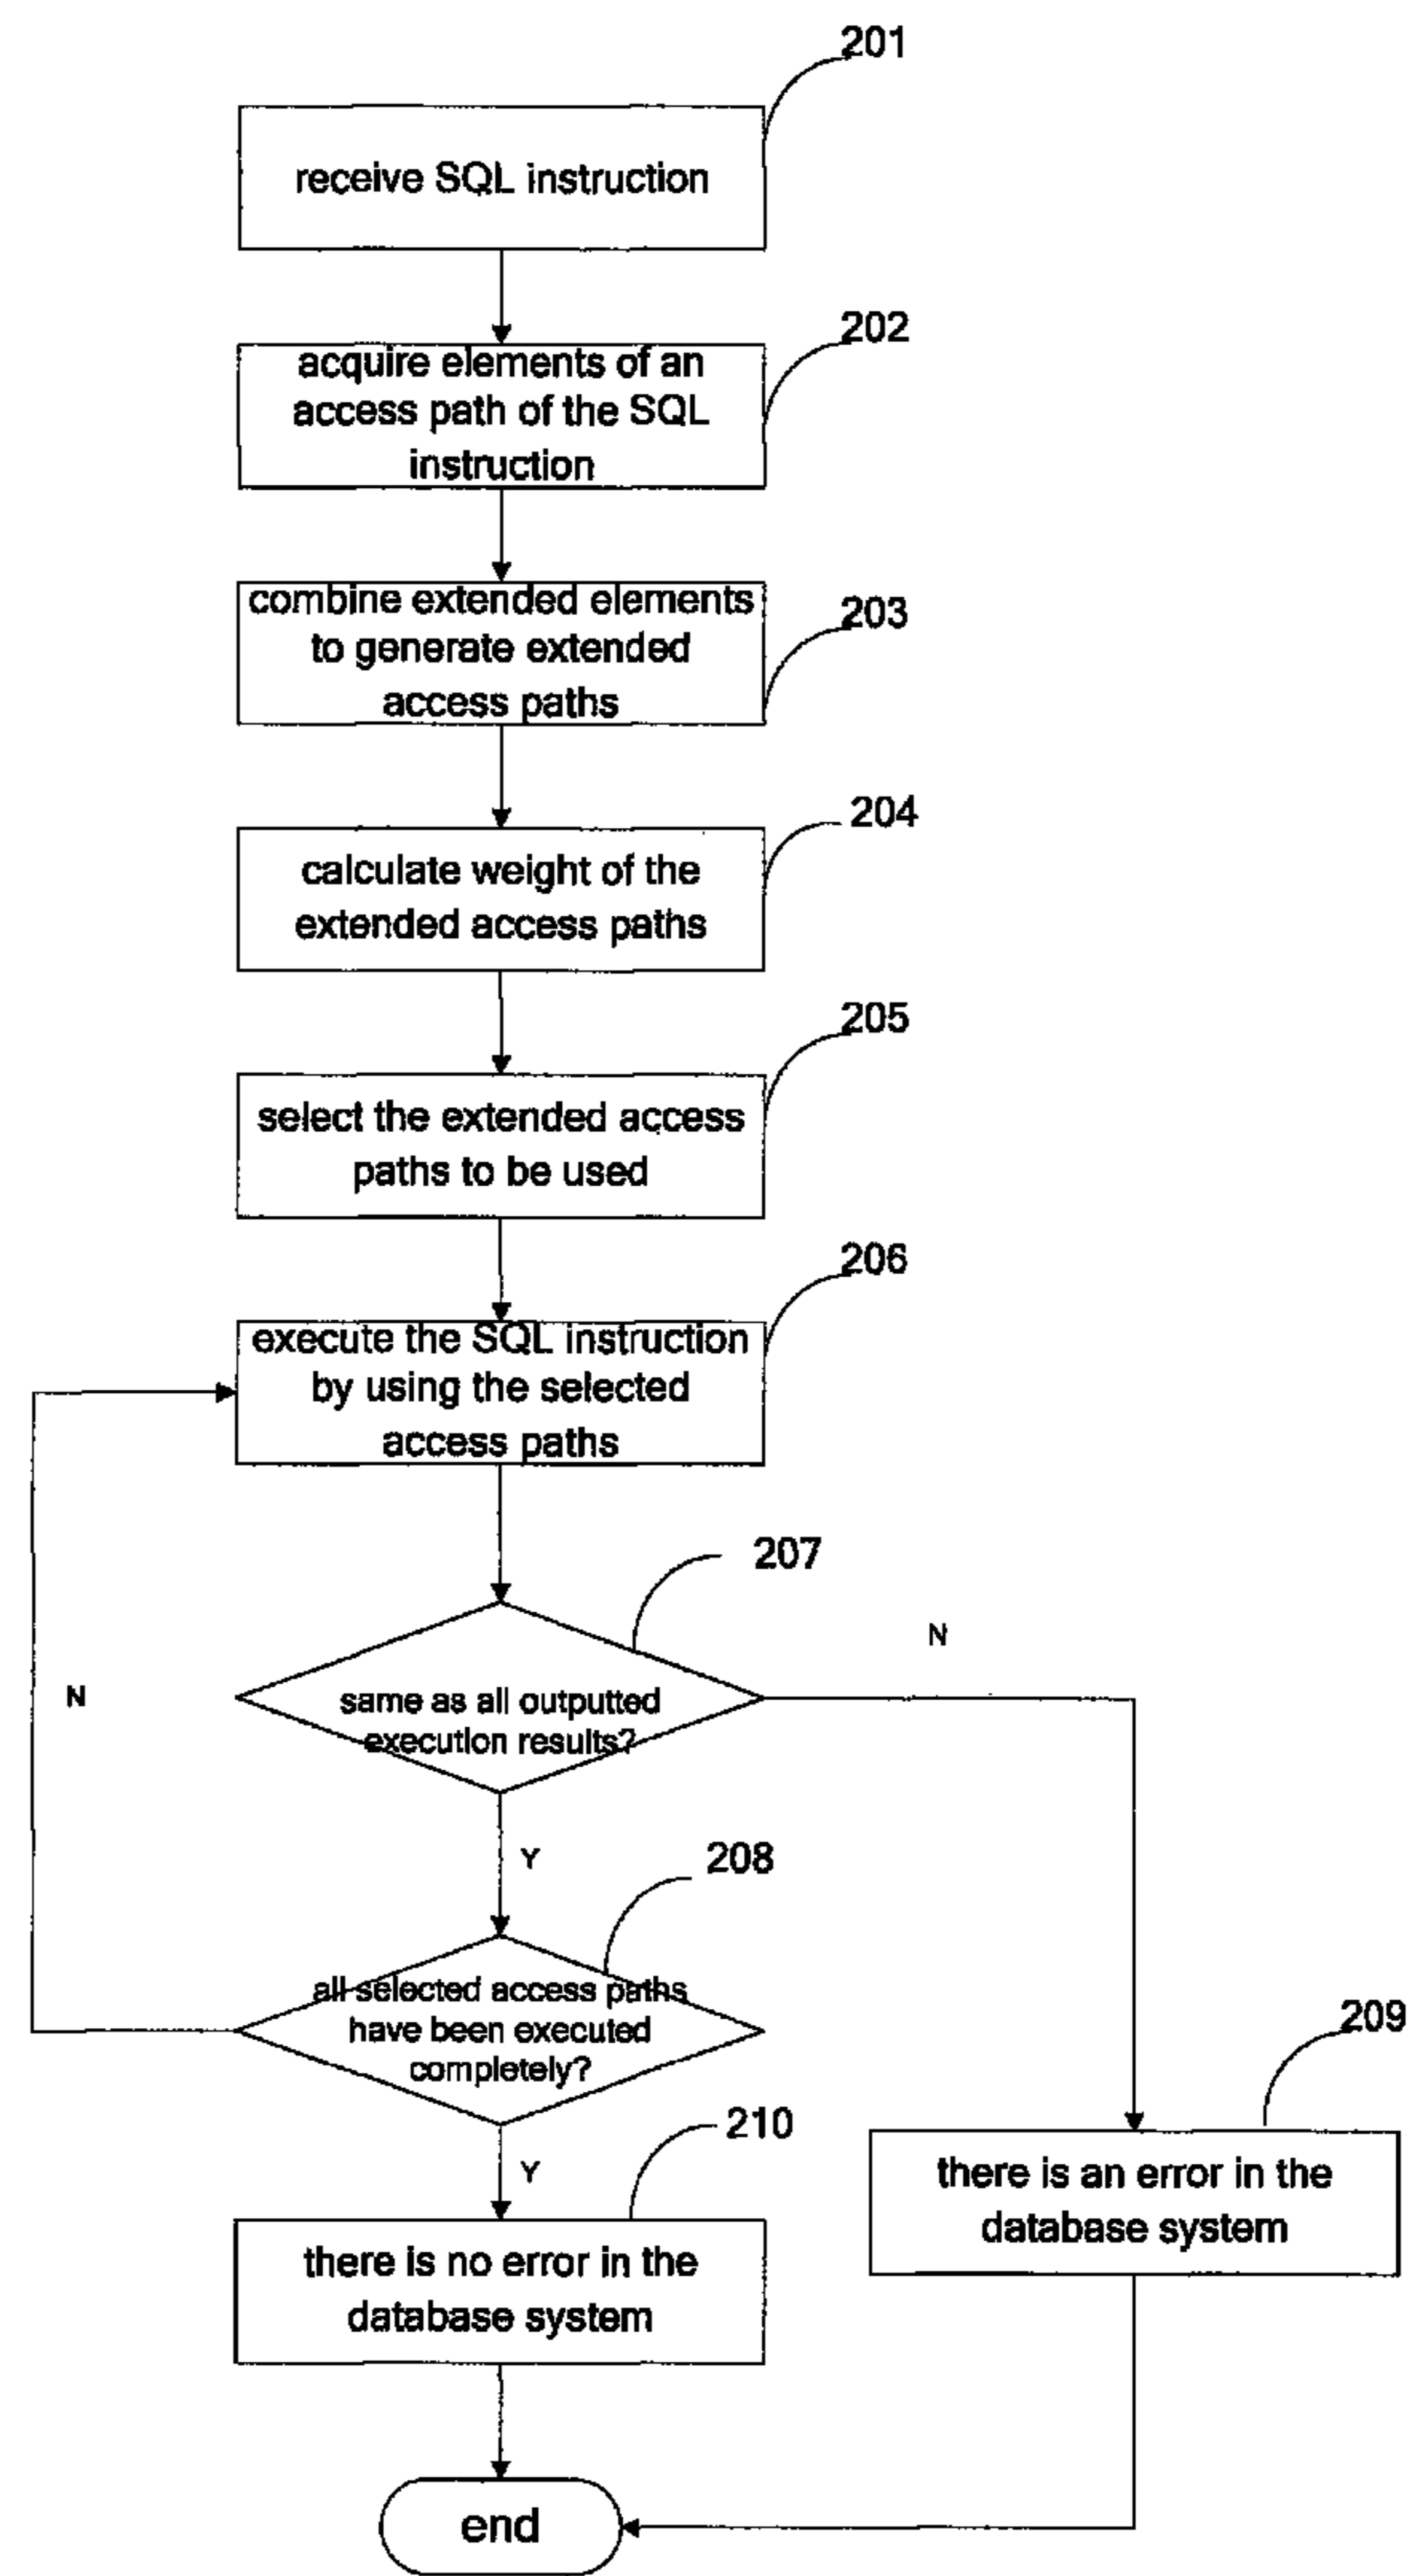 201
receive SQL instruction
202
acquire elements of an
access path of the SQL
instruction
203
combine extended elements
to generate extended
access paths
204
calculate weight of the
extended access paths
205
select the extended access
paths to be used
206
execute the SQL instruction
by using the selected
access paths
207
N
N
same as all outputted
execution results?
Y
208
all selected access paths
have been executed
completely?
209
210
Y
there is an error in the
database system
there is no error in the
database system
end